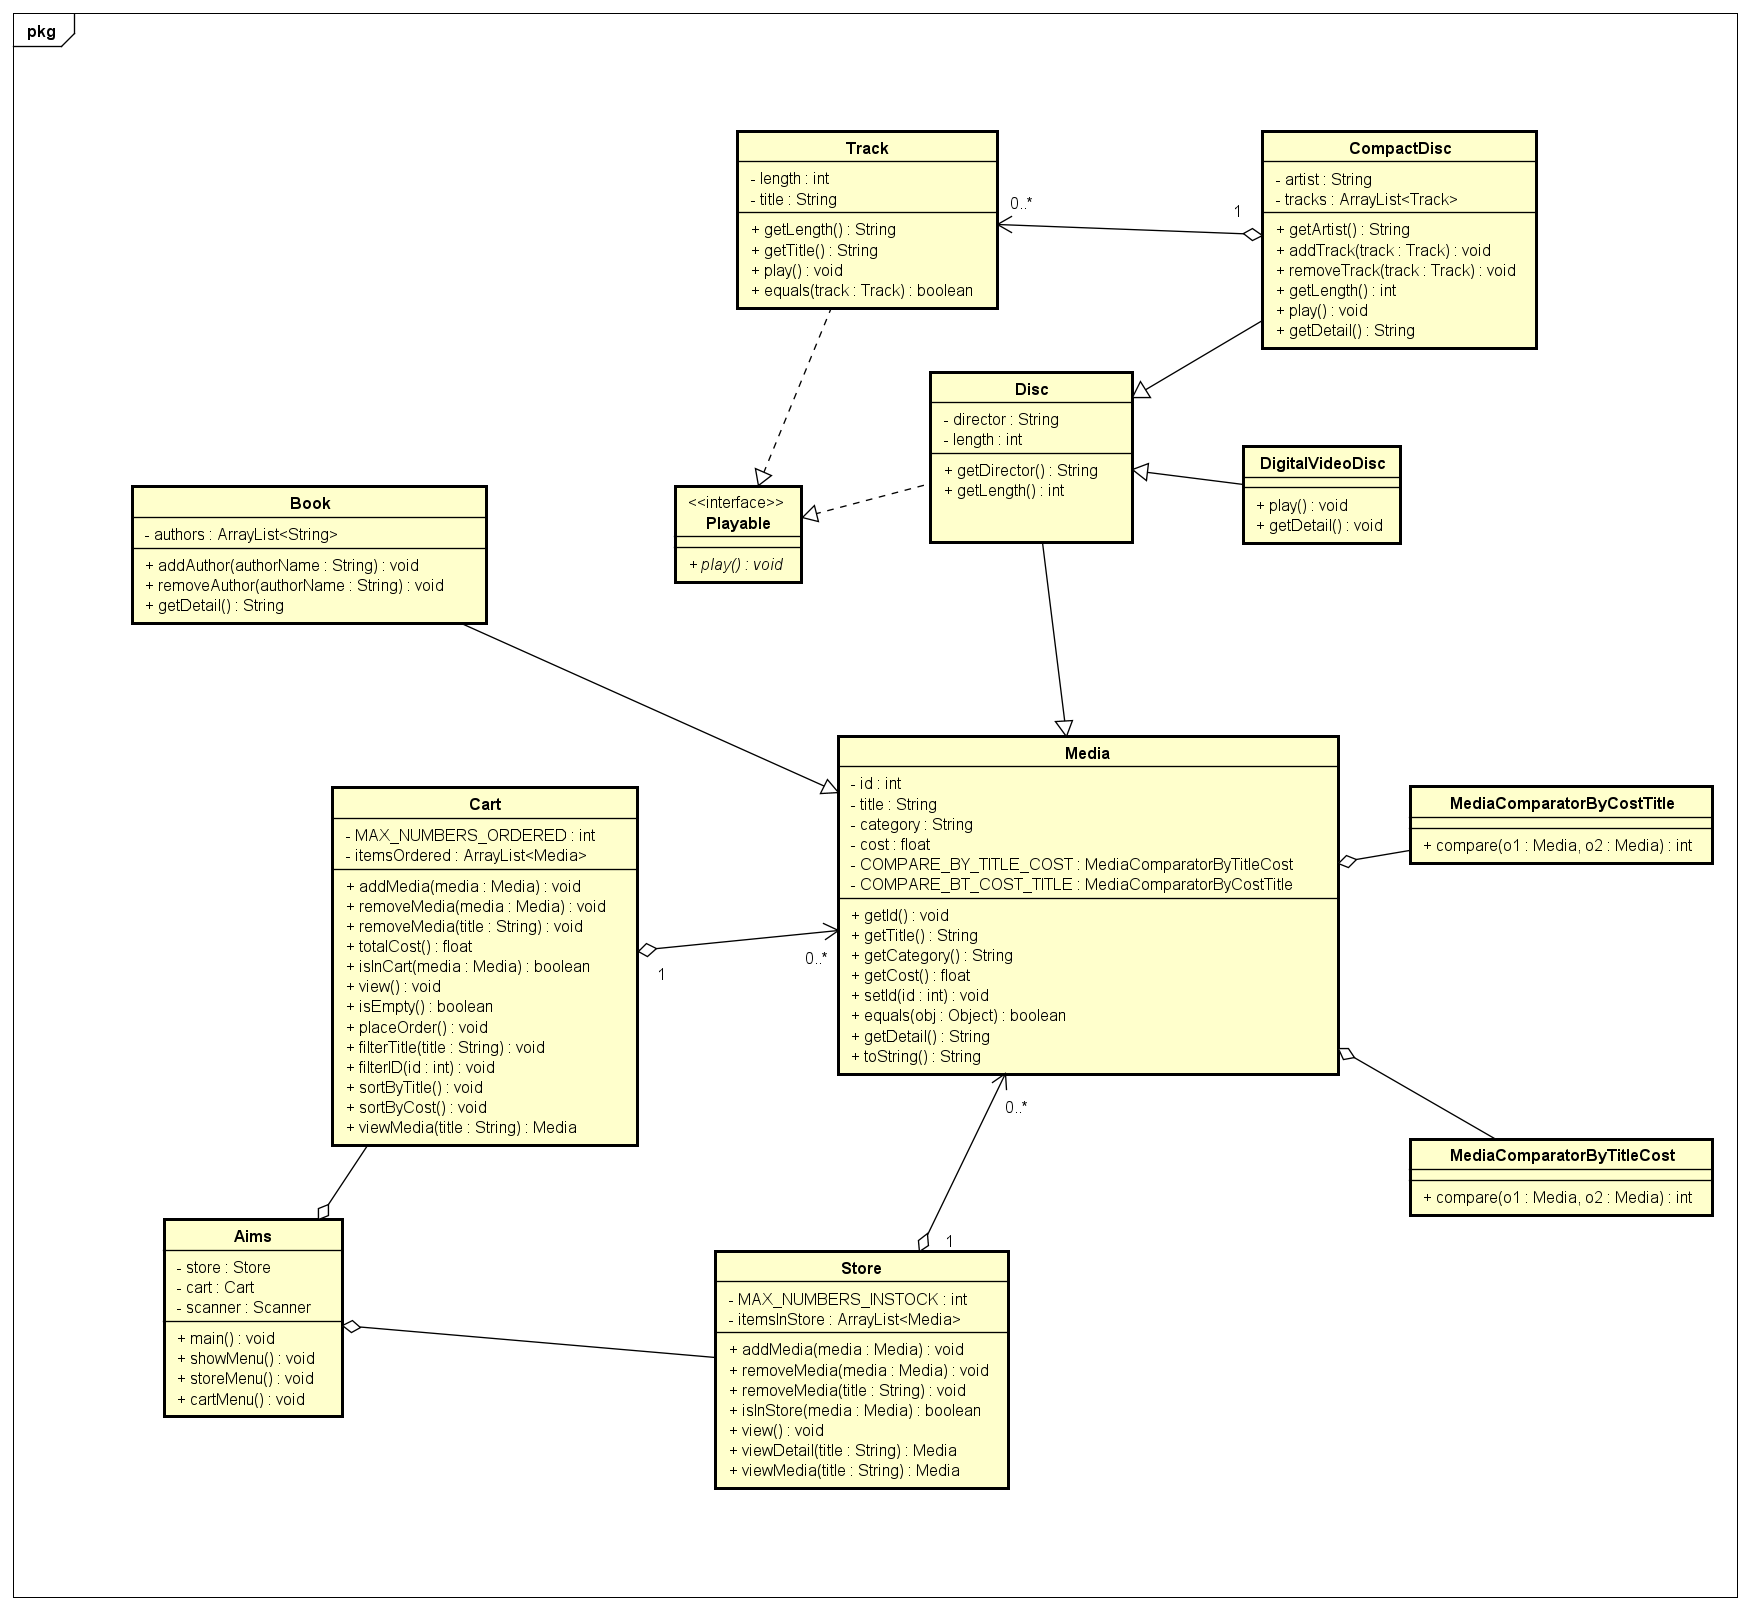 pkg
Track
- length : int
- title : String
+ getLength() : String
+ getTitle() : String
+ play() : void
+ equals(track : Track) : boolean
0..*
1
CompactDisc
- artist : String
- tracks : ArrayList<Track>
+ getArtist() : String
+ addTrack(track : Track) : void
+ removeTrack(track : Track) : void
+ getLength() : int
+ play() : void
+ getDetail() : String
Disc
- director : String
- length : int
+ getDirector() : String
+ getLength() : int
DigitalVideoDisc
+ play() : void
+ getDetail() : void
<<interface>>
Playable
+ play() : void
Book
- authors : ArrayList<String>
+ addAuthor(authorName : String) : void
+ removeAuthor(authorName : String) : void
+ getDetail() : String
Media
- id : int
- title : String
- category : String
- cost : float
- COMPARE_BY_TITLE_COST : MediaComparatorByTitleCost
- COMPARE_BT_COST_TITLE : MediaComparatorByCostTitle
+ getId() : void
+ getTitle() : String
+ getCategory() : String
+ getCost() : float
+ setId(id : int) : void
+ equals(obj : Object) : boolean
+ getDetail() : String
+ toString() : String
MediaComparatorByCostTitle
+ compare(o1 : Media, o2 : Media) : int
Cart
- MAX_NUMBERS_ORDERED : int
- itemsOrdered : ArrayList<Media>
+ addMedia(media : Media) : void
+ removeMedia(media : Media) : void
+ removeMedia(title : String) : void
+ totalCost() : float
+ isInCart(media : Media) : boolean
+ view() : void
+ isEmpty() : boolean
+ placeOrder() : void
+ filterTitle(title : String) : void
+ filterID(id : int) : void
+ sortByTitle() : void
+ sortByCost() : void
+ viewMedia(title : String) : Media
1
0..*
0..*
1
MediaComparatorByTitleCost
+ compare(o1 : Media, o2 : Media) : int
Aims
- store : Store
- cart : Cart
- scanner : Scanner
+ main() : void
+ showMenu() : void
+ storeMenu() : void
+ cartMenu() : void
Store
- MAX_NUMBERS_INSTOCK : int
- itemsInStore : ArrayList<Media>
+ addMedia(media : Media) : void
+ removeMedia(media : Media) : void
+ removeMedia(title : String) : void
+ isInStore(media : Media) : boolean
+ view() : void
+ viewDetail(title : String) : Media
+ viewMedia(title : String) : Media